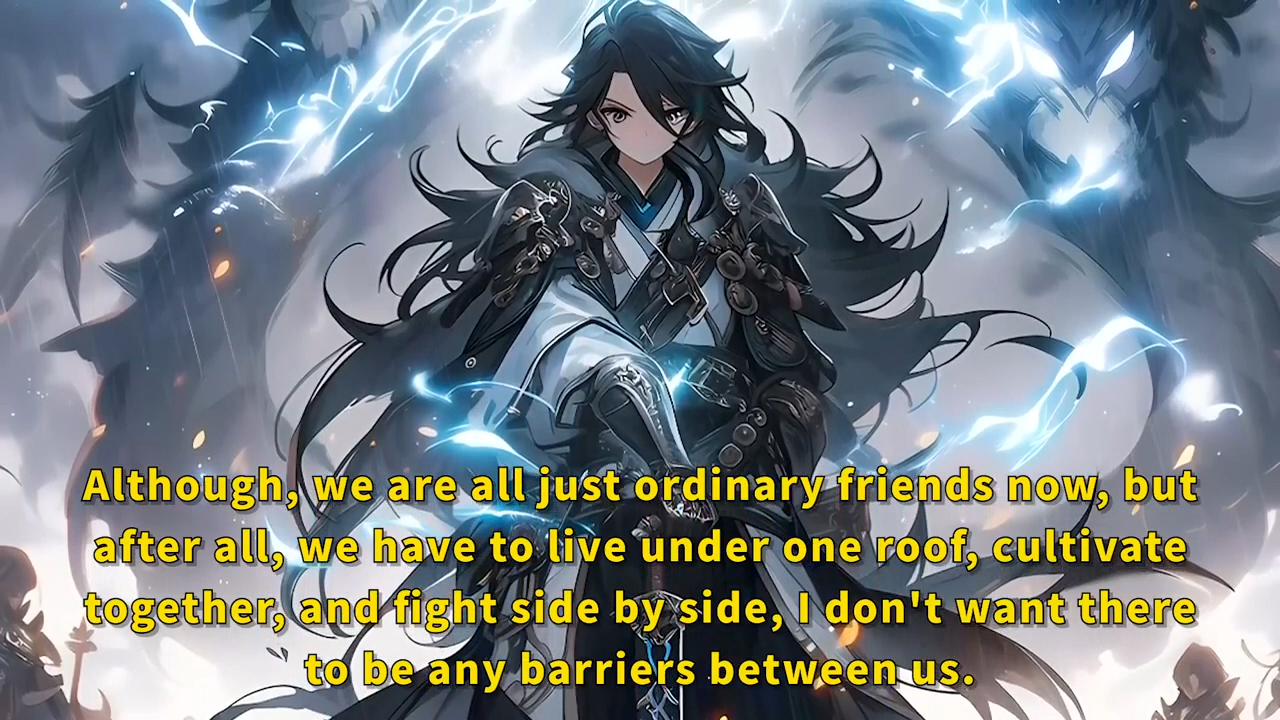 Although, we are all just ordinary friends now, but
after all, we have to live under one roof, cultivate
together, and fight side by side, I don't want there
to be any barriers between us.